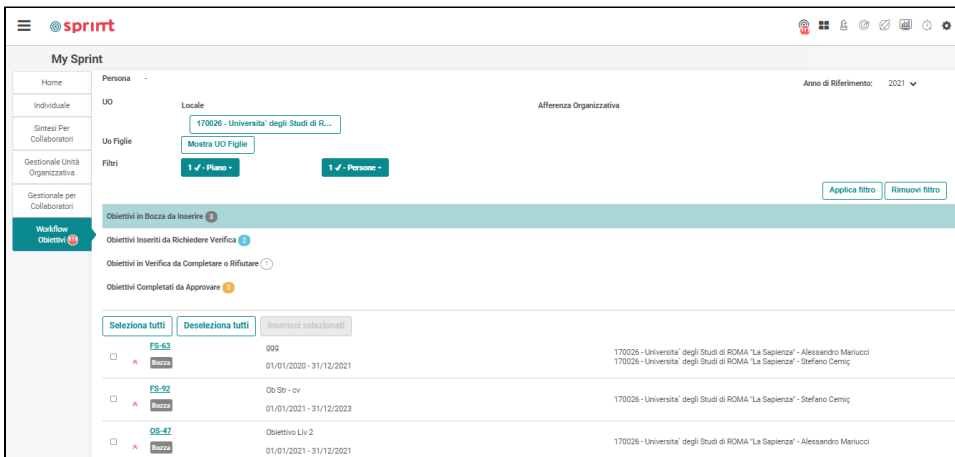 sprint
My Sprint
Home
Individuale
Sintesi Per
Collaboratori
Gestionale Unità
Organizzativa
Gestionale per
Collaboratori
Workflow
Obiettivi
Persona -
Anno di Riferimento: 2021
UO
Locale
Afferenza Organizzativa
170026 - Universita` degli Studi di R...
Uo Figlie
Mostra UO Figlie
Filtri
1 ✓ - Piano -
1 ✓ - Persone -
Applica filtro
Rimuovi filtro
Obiettivi in Bozza da Inserire 3
Obiettivi Inseriti da Richiedere Verifica 2
Obiettivi in Verifica da Completare o Rifiutare 1
Obiettivi Completati da Approvare 3
Seleziona tutti
Deseleziona tutti
Inserisci selezionati
FS-63
Bozza
ggg
01/01/2020 - 31/12/2021
170026 - Universita` degli Studi di ROMA "La Sapienza" - Alessandro Mariucci
170026 - Universita` degli Studi di ROMA "La Sapienza" - Stefano Cemiç
FS-92
Bozza
Ob Str - cv
01/01/2021 - 31/12/2023
170026 - Universita` degli Studi di ROMA "La Sapienza" - Stefano Cemiç
OS-47
Bozza
Obiettivo Liv 2
01/01/2021 - 31/12/2021
170026 - Universita` degli Studi di ROMA "La Sapienza" - Alessandro Mariucci